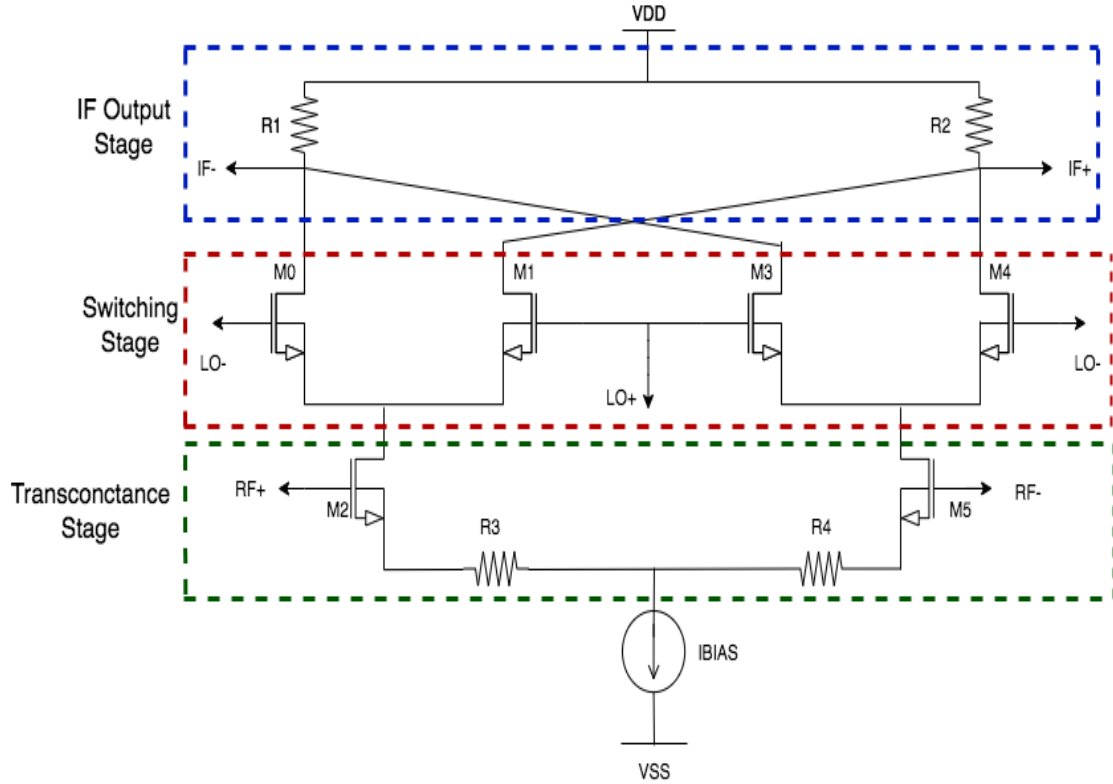 VDD
IF Output
Stage
R1
R2
IF-
IF+
M0
M1
M3
M4
Switching
Stage
LO-
LO+
LO-
Transconctance
Stage
RF+
M2
R3
R4
M5
RF-
IBIAS
VSS